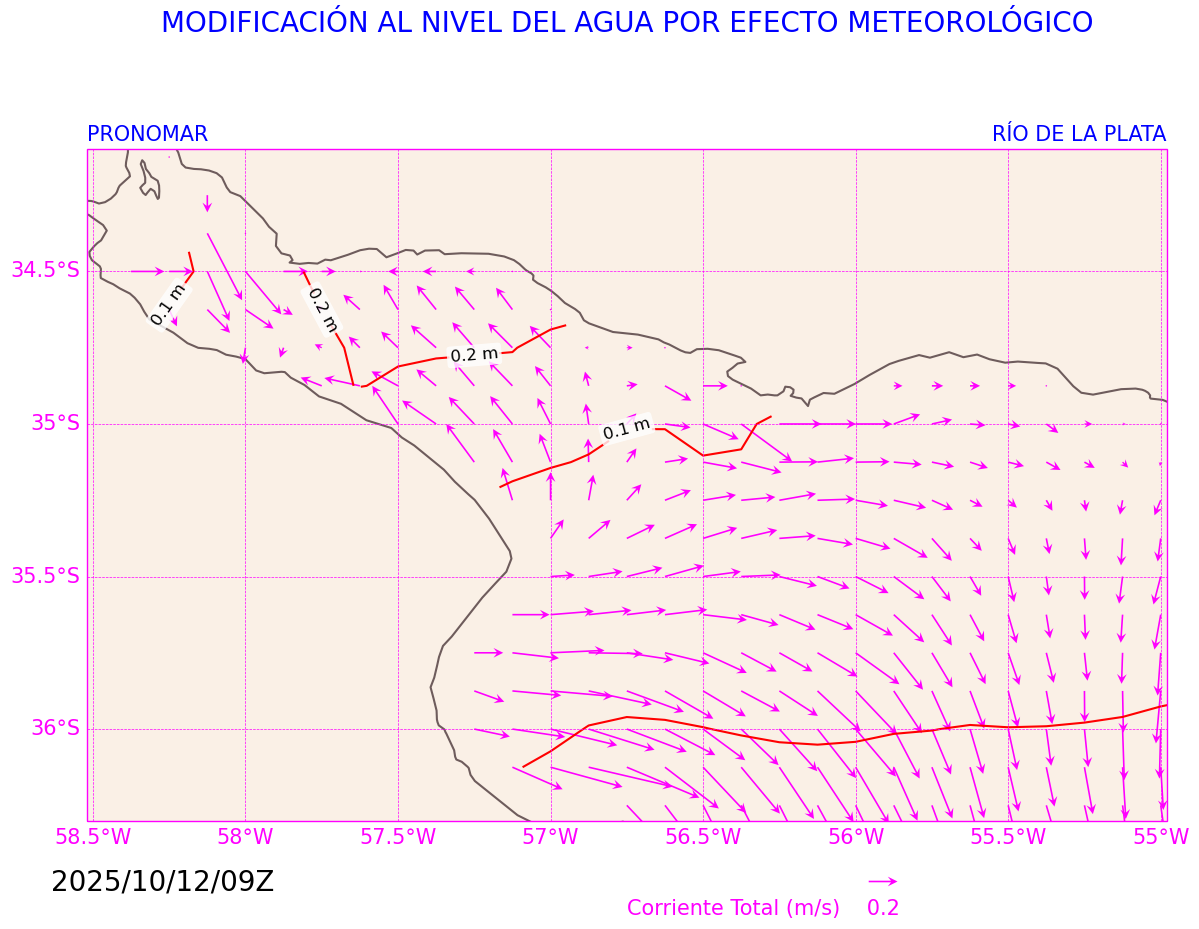 MODIFICACIÓN AL NIVEL DEL AGUA POR EFECTO METEOROLÓGICO
PRONOMAR RÍO DE LA PLATA
34.5°S
0.1 m
0.2 m
0.2 m
35°S
0.1 m
35.5°S
36°S
58.5°W 58°W 57.5°W 57°W 56.5°W 56°W 55.5°W 55°W
2025/10/12/09Z
Corriente Total (m/s) 0.2